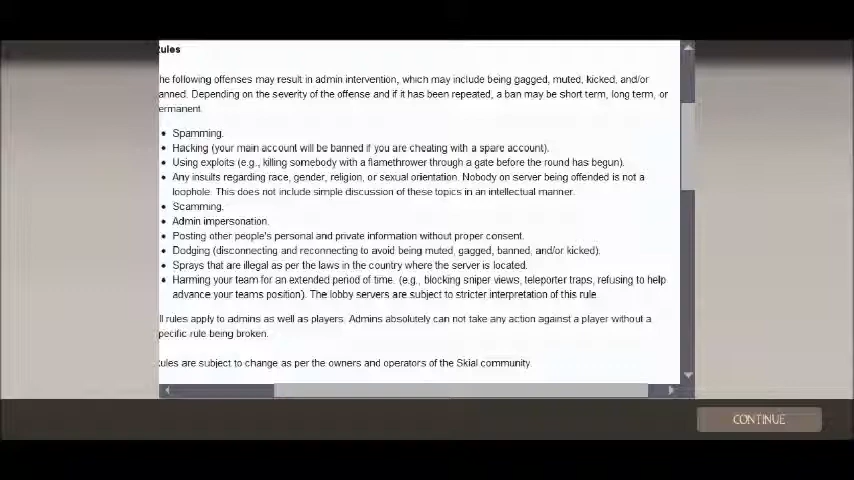 ules
he following offenses may result in admin intervention, which may include being gagged, muted, kicked, and/or
anned. Depending on the severity of the offense and if it has been repeated, a ban may be short term, long term, or
ermanent.
• Spamming.
• Hacking (your main account will be banned if you are cheating with a spare account).
• Using exploits (e.g., killing somebody with a flamethrower through a gate before the round has begun).
• Any insults regarding race, gender, religion, or sexual orientation. Nobody on server being offended is not a
loophole. This does not include simple discussion of these topics in an intellectual manner.
• Scamming.
• Admin impersonation.
• Posting other people's personal and private information without proper consent.
• Dodging (disconnecting and reconnecting to avoid being muted, gagged, banned, and/or kicked).
• Sprays that are illegal as per the laws in the country where the server is located.
• Harming your team for an extended period of time. (e.g., blocking sniper views, teleporter traps, refusing to help
advance your teams position). The lobby servers are subject to stricter interpretation of this rule
ll rules apply to admins as well as players. Admins absolutely can not take any action against a player without a
pecific rule being broken.
ules are subject to change as per the owners and operators of the Skial community.
CONTINUE